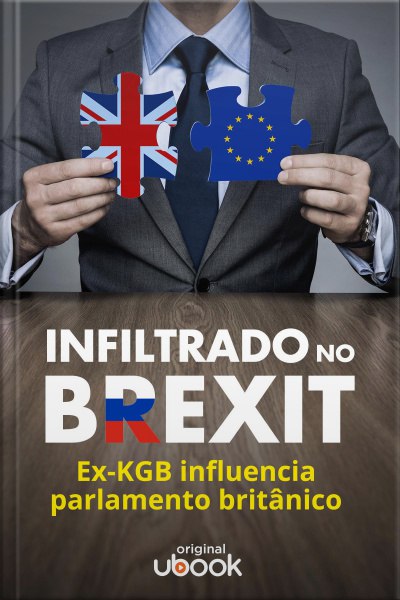 INFILTRADO NO
BREXIT
Ex-KGB influencia
parlamento britânico
original
ubook